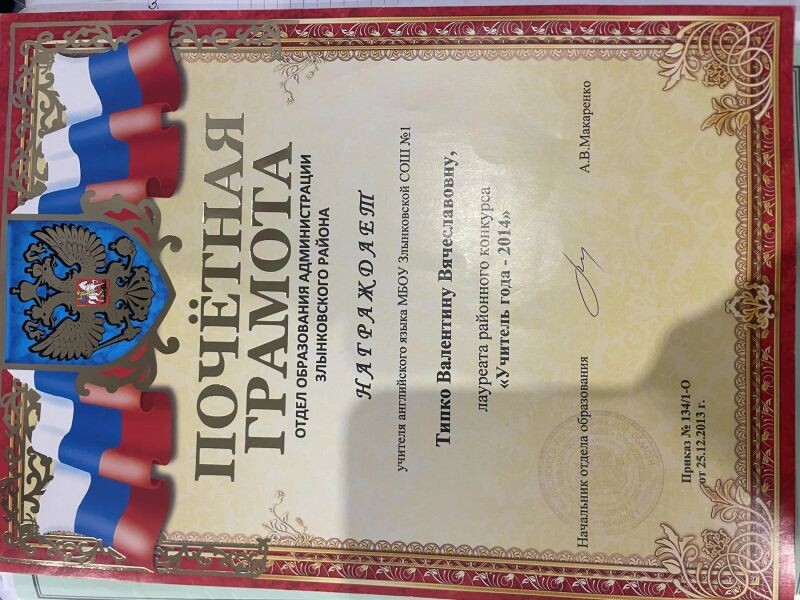 ПОЧЁТНАЯ
ГРАМОТА
ОТДЕЛ ОБРАЗОВАНИЯ АДМИНИСТРАЦИИ
ЗЛЫНКОВСКОГО РАЙОНА
НАГРАЖДАЕТ
учителя английского языка МБОУ Злынковской СОШ №1
Типко Валентину Вячеславовну,
лауреата районного конкурса
«Учитель года - 2014»
Начальник отдела образования А.В.Макаренко
Приказ № 134/1-О
от 25.12.2013 г.